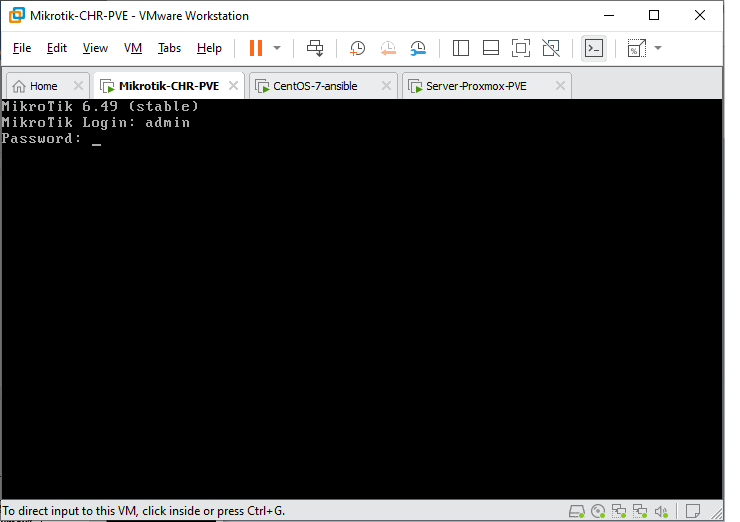 Mikrotik-CHR-PVE - VMware Workstation
File Edit View VM Tabs Help
Home Mikrotik-CHR-PVE CentOS-7-ansible Server-Proxmox-PVE
MikroTik 6.49 (stable)
MikroTik Login: admin
Password: _
To direct input to this VM, click inside or press Ctrl+G.